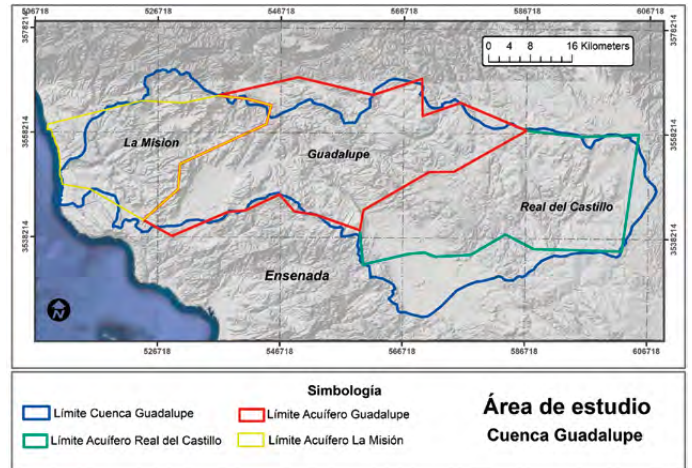 506718 526718 546718 566718 586718 606718
3578214 3578214
0 4 8 16 Kilometers
3558214 3558214
La Mision
Guadalupe
Real del Castillo
3538214 3538214
Ensenada
N
526718 546718 566718 586718 606718
Simbología
Límite Cuenca Guadalupe
Límite Acuífero Guadalupe
Límite Acuífero Real del Castillo
Límite Acuífero La Misión
Área de estudio
Cuenca Guadalupe